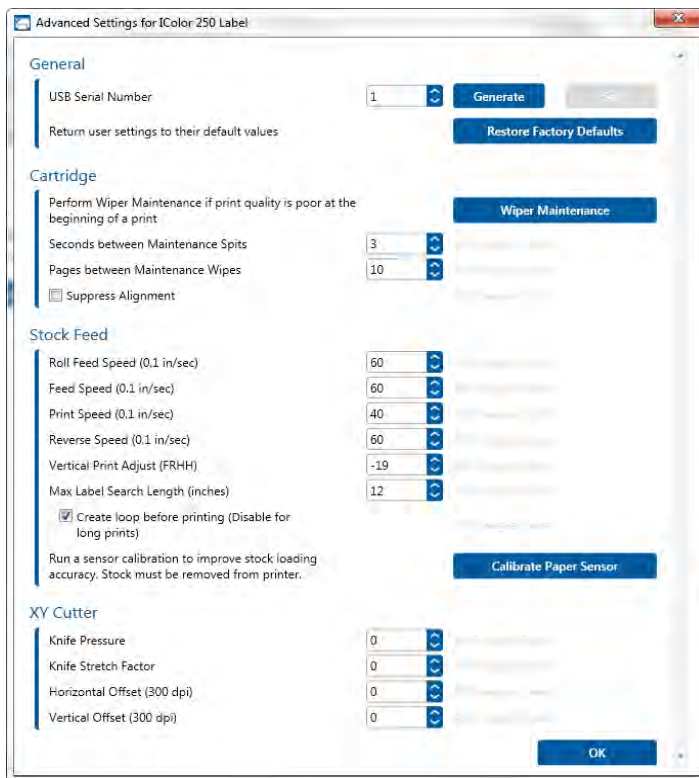 Advanced Settings for IColor 250 Label
General
USB Serial Number 1 Generate
Return user settings to their default values Restore Factory Defaults
Cartridge
Perform Wiper Maintenance if print quality is poor at the
beginning of a print Wiper Maintenance
Seconds between Maintenance Spits 3
Pages between Maintenance Wipes 10
Suppress Alignment
Stock Feed
Roll Feed Speed (0.1 in/sec) 60
Feed Speed (0.1 in/sec) 60
Print Speed (0.1 in/sec) 40
Reverse Speed (0.1 in/sec) 60
Vertical Print Adjust (FRHH) -19
Max Label Search Length (inches) 12
Create loop before printing (Disable for
long prints)
Run a sensor calibration to improve stock loading
accuracy. Stock must be removed from printer. Calibrate Paper Sensor
XY Cutter
Knife Pressure 0
Knife Stretch Factor 0
Horizontal Offset (300 dpi) 0
Vertical Offset (300 dpi) 0
OK